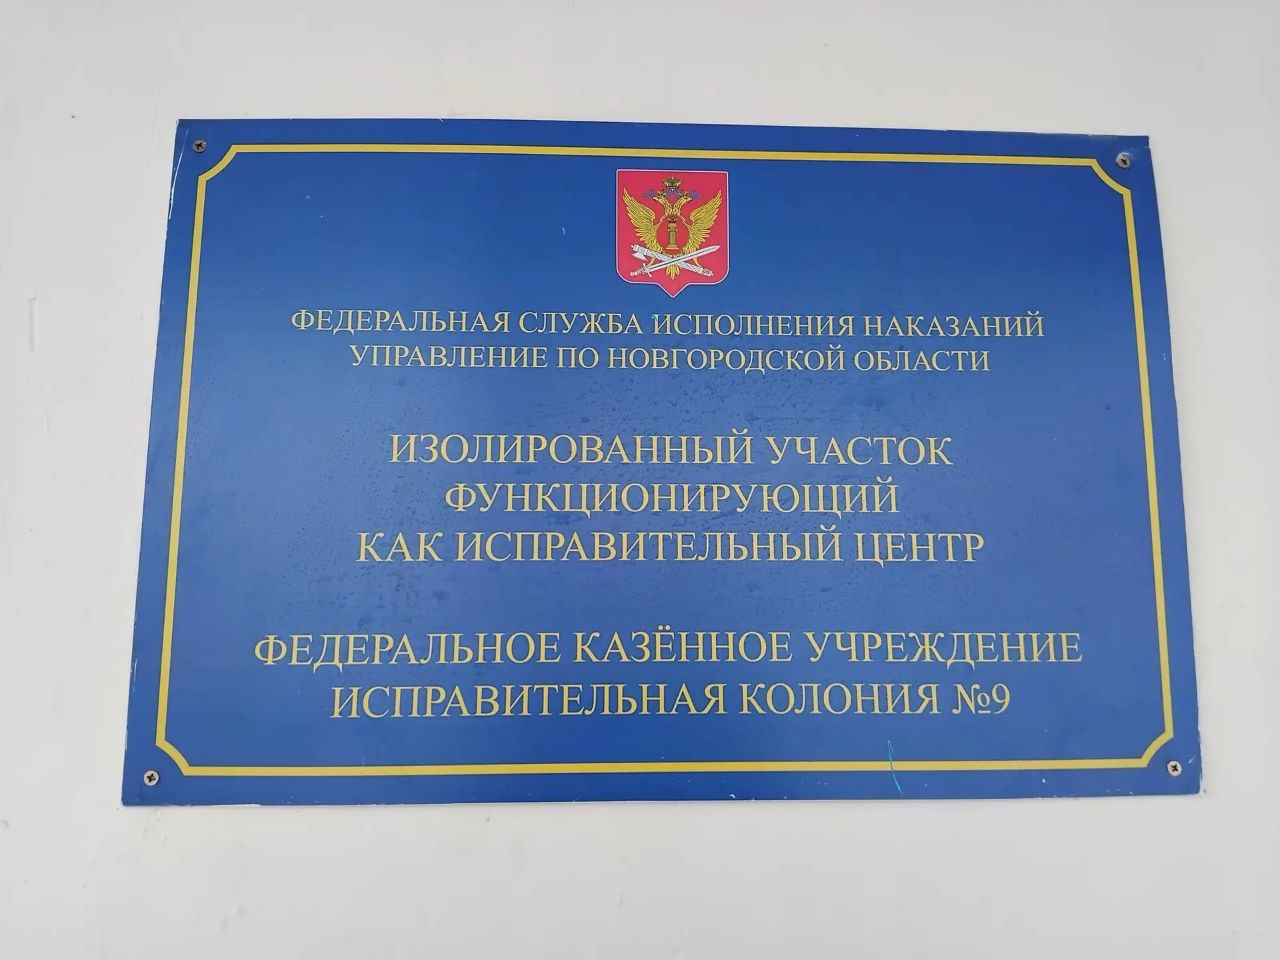 ФЕДЕРАЛЬНАЯ СЛУЖБА ИСПОЛНЕНИЯ НАКАЗАНИЙ
УПРАВЛЕНИЕ ПО НОВГОРОДСКОЙ ОБЛАСТИ
ИЗОЛИРОВАННЫЙ УЧАСТОК
ФУНКЦИОНИРУЮЩИЙ
КАК ИСПРАВИТЕЛЬНЫЙ ЦЕНТР
ФЕДЕРАЛЬНОЕ КАЗЁННОЕ УЧРЕЖДЕНИЕ
ИСПРАВИТЕЛЬНАЯ КОЛОНИЯ №9